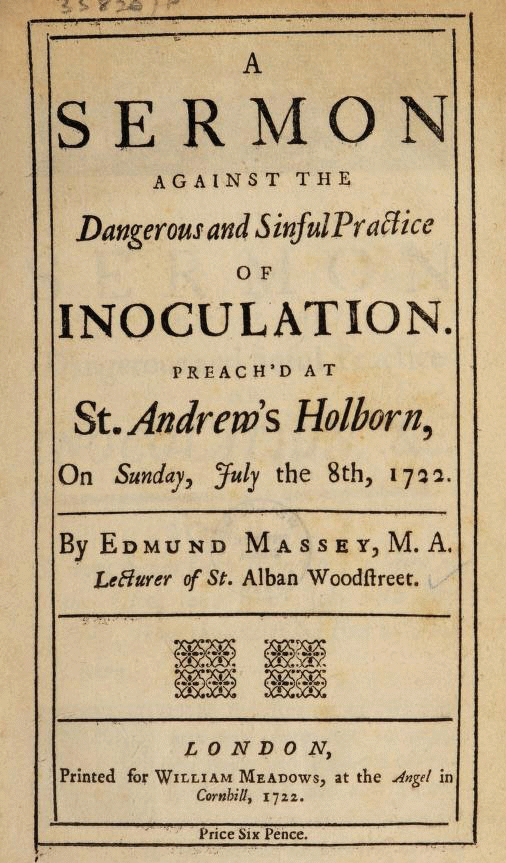 35826/P
A
SERMON
AGAINST THE
Dangerous and Sinful Practice
OF
INOCULATION.
PREACH'D AT
St. Andrew's Holborn,
On Sunday, July the 8th, 1722.
By EDMUND MASSEY, M. A.
Lecturer of St. Alban Woodſtreet.
LONDON,
Printed for WILLIAM MEADOWS, at the Angel in
Cornhill, 1722.
Price Six Pence.